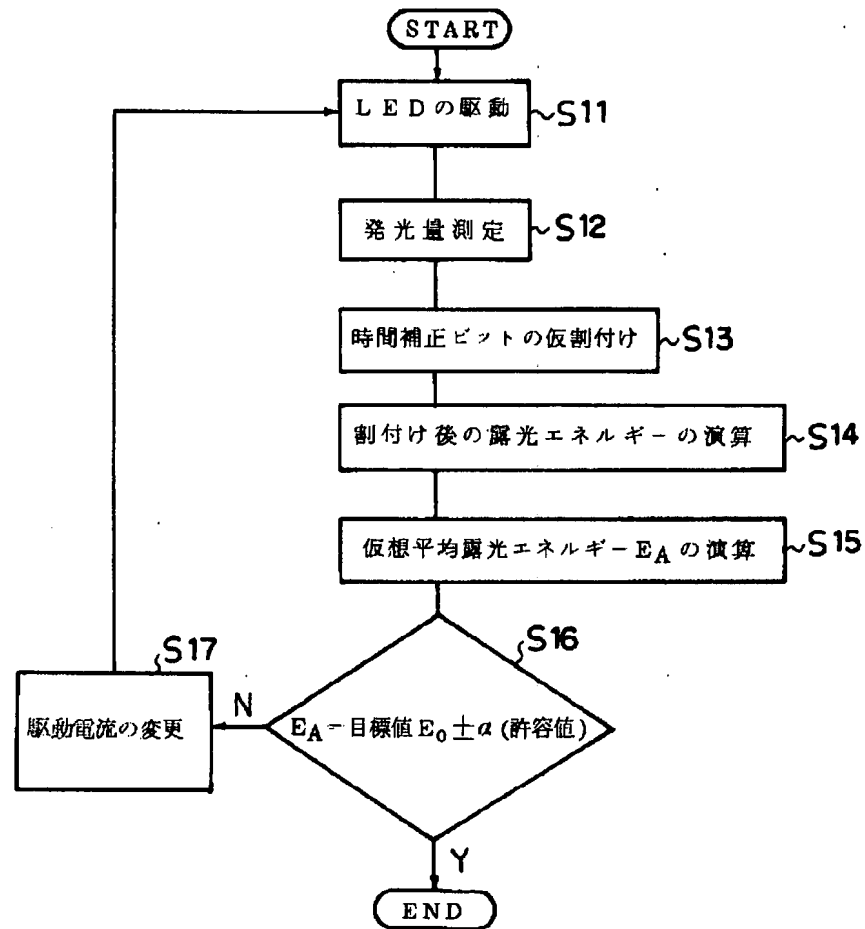 START
LEDの駆動
S11
発光量測定
S12
時間補正ビットの仮割付け
S13
割付け後の露光エネルギーの演算
S14
仮想平均露光エネルギーEAの演算
S15
S16
EA=目標値E0±α(許容値)
N
S17
駆動電流の変更
Y
END